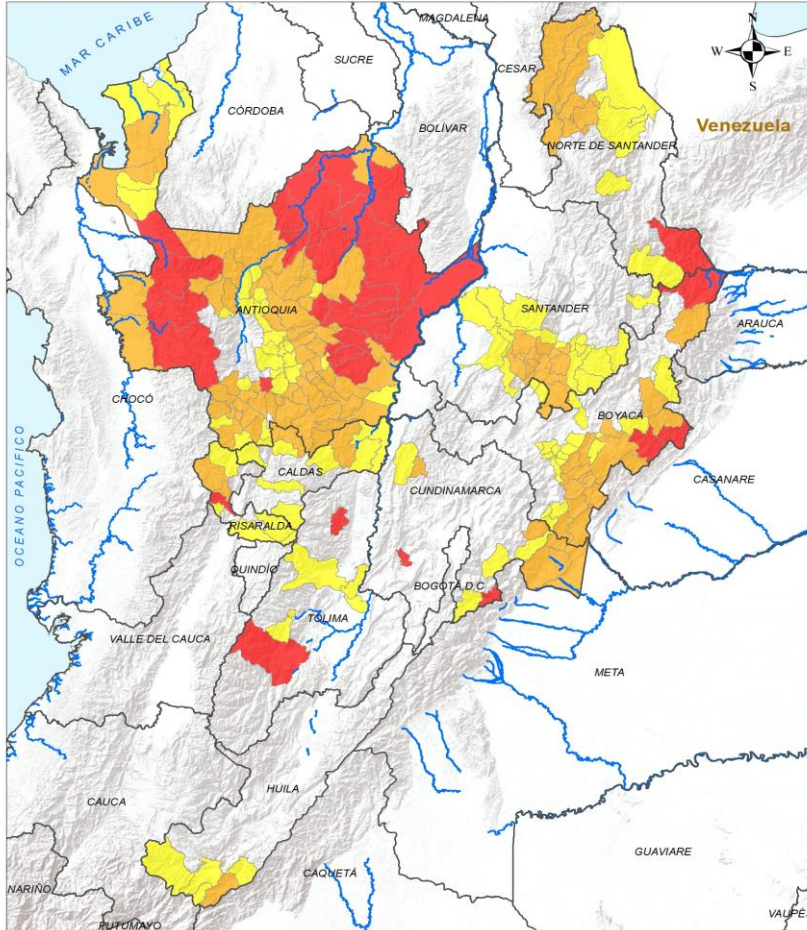 MAGDALENA
N
MAR CARIBE
SUCRE
W
E
CESAR
S
CÓRDOBA
BOLÍVAR
Venezuela
NORTE DE SANTANDER
ANTIOQUIA
SANTANDER
ARAUCA
CHOCÓ
BOYACÁ
OCEANO PACIFICO
CALDAS
CUNDINAMARCA
CASANARE
RISARALDA
QUINDÍO
BOGOTÁ D.C
TOLIMA
VALLE DEL CAUCA
META
HUILA
CAUCA
GUAVIARE
CAQUETÁ
NARIÑO
PUTUMAYO
VAUPÉS